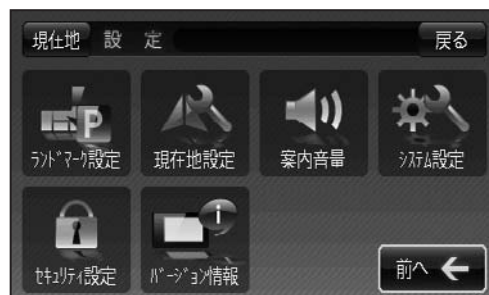 現在地 設 定 戻る
P
ﾗﾝﾄﾞﾏｰｸ設定 現在地設定 案内音量 ｼｽﾃﾑ設定
i
ｾｷｭﾘﾃｨ設定 ﾊﾞｰｼﾞｮﾝ情報 前へ